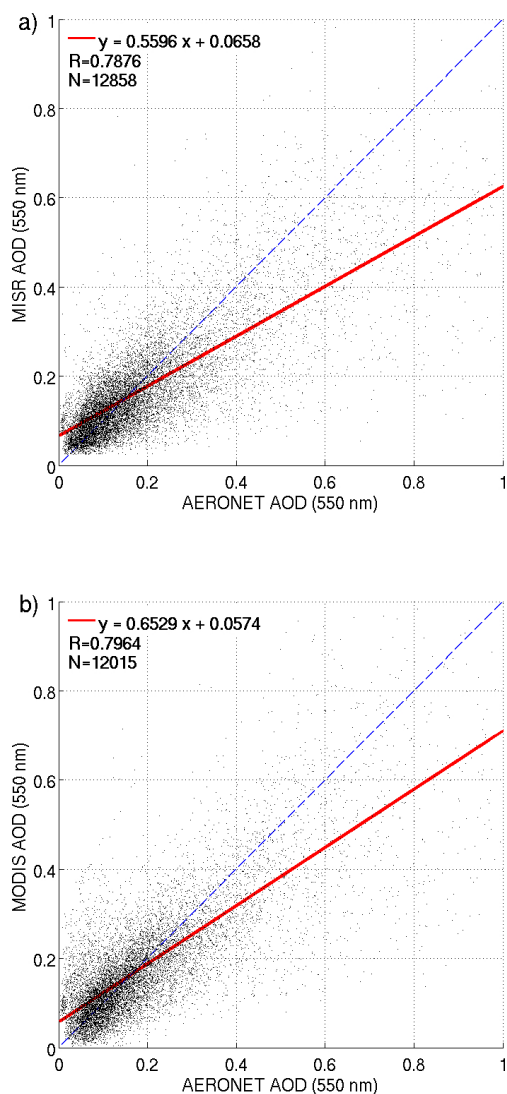 a)
y = 0.5596 x + 0.0658
R=0.7876
N=12858
1
0.8
0.6
0.4
0.2
0
MISR AOD (550 nm)
0 0.2 0.4 0.6 0.8 1
AERONET AOD (550 nm)
b)
y = 0.6529 x + 0.0574
R=0.7964
N=12015
1
0.8
0.6
0.4
0.2
0
MODIS AOD (550 nm)
0 0.2 0.4 0.6 0.8 1
AERONET AOD (550 nm)